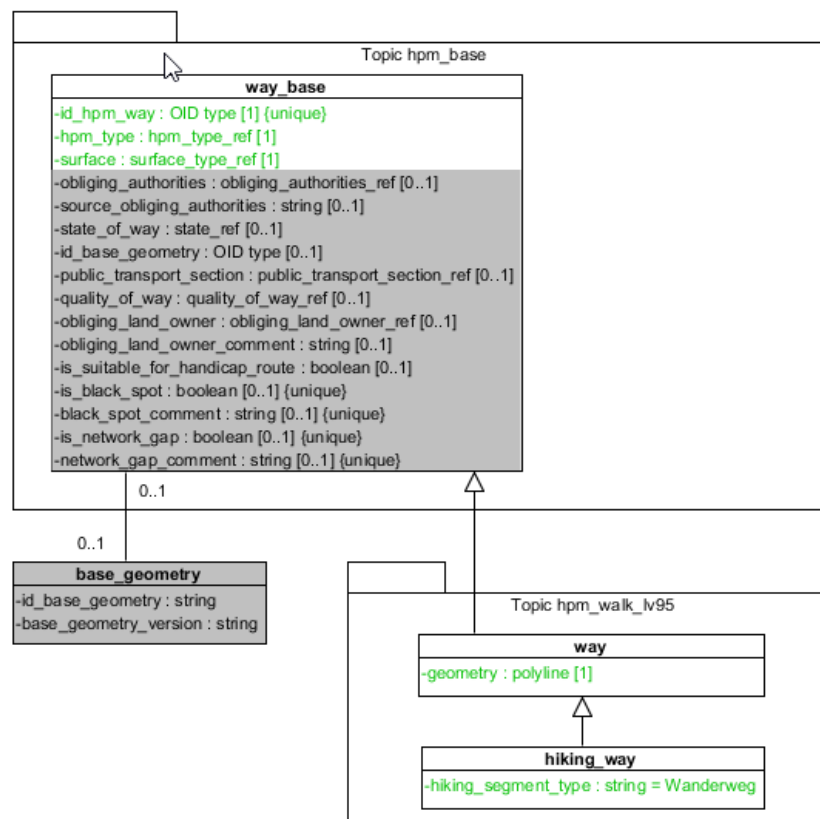 Topic hpm_base
way_base
-id_hpm_way : OID type [1] {unique}
-hpm_type : hpm_type_ref [1]
-surface : surface_type_ref [1]
-obliging_authorities : obliging_authorities_ref [0..1]
-source_obliging_authorities : string [0..1]
-state_of_way : state_ref [0..1]
-id_base_geometry : OID type [0..1]
-public_transport_section : public_transport_section_ref [0..1]
-quality_of_way : quality_of_way_ref [0..1]
-obliging_land_owner : obliging_land_owner_ref [0..1]
-obliging_land_owner_comment : string [0..1]
-is_suitable_for_handicap_route : boolean [0..1]
-is_black_spot : boolean [0..1] {unique}
-black_spot_comment : string [0..1] {unique}
-is_network_gap : boolean [0..1] {unique}
-network_gap_comment : string [0..1] {unique}
0..1
0..1
base_geometry
-id_base_geometry : string
-base_geometry_version : string
Topic hpm_walk_lv95
way
-geometry : polyline [1]
hiking_way
-hiking_segment_type : string = Wanderweg